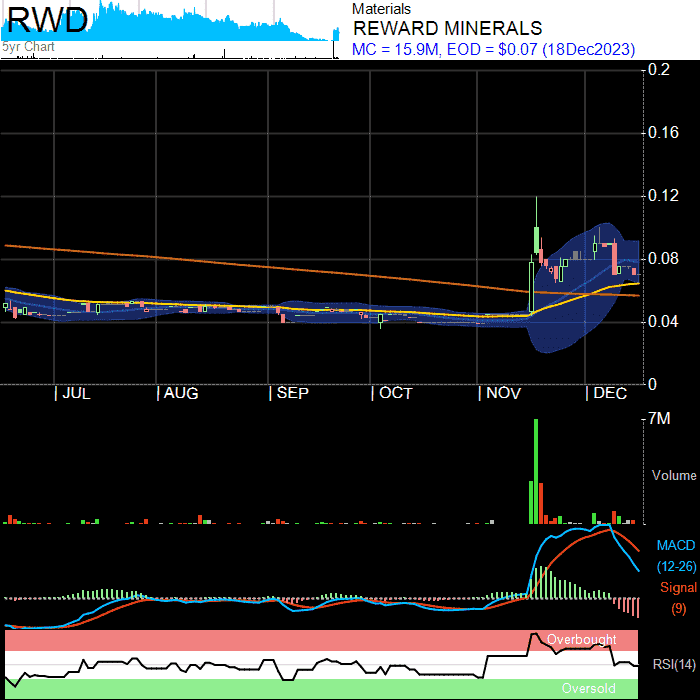 RWD
5yr Chart
Materials
REWARD MINERALS
MC = 15.9M, EOD = $0.07 (18Dec2023)
0.2
0.16
0.12
0.08
0.04
0
JUL AUG SEP OCT NOV DEC
7M
Volume
MACD
(12-26)
Signal
(9)
Overbought
RSI(14)
Oversold